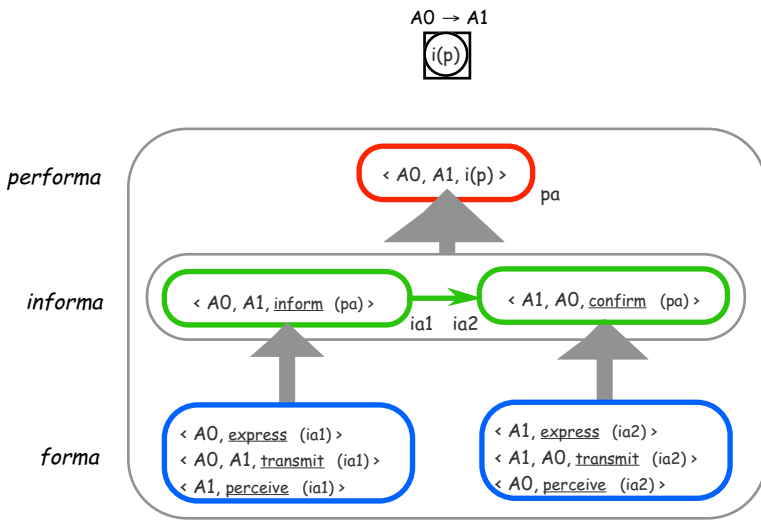 A0 → A1
i(p)
performa
< A0, A1, i(p) >
pa
informa
< A0, A1, inform (pa) >
ia1
ia2
< A1, A0, confirm (pa) >
forma
< A0, express (ia1) >
< A0, A1, transmit (ia1) >
< A1, perceive (ia1) >
< A1, express (ia2) >
< A1, A0, transmit (ia2) >
< A0, perceive (ia2) >